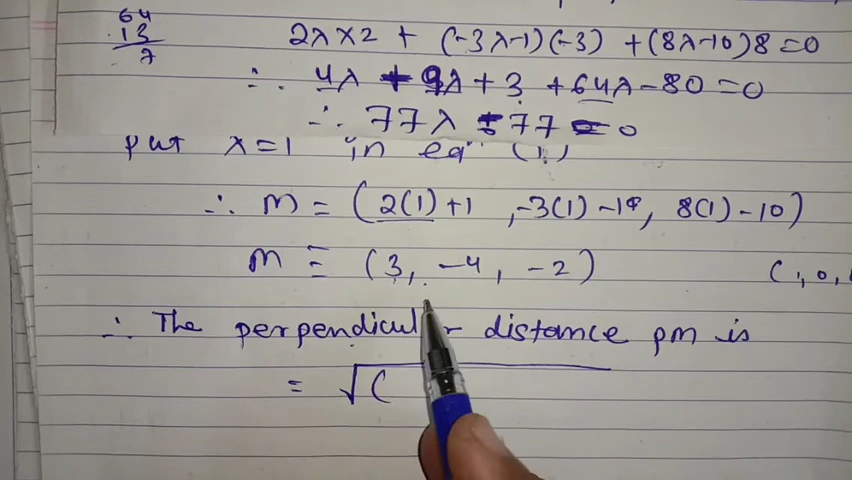 64
13
7
2λ×2 + (-3λ-1)(-3) + (8λ-10)8=0
∴ 4λ + 9λ + 3 + 64λ-80=0
∴ 77λ - 77 = 0
put λ=1 in eqⁿ (1)
∴ M = (2(1)+1 , -3(1)-1, 8(1)-10)
M ≡ (3, -4, -2) ( , 0,
∴ The perpendicular distance pm is
= √(